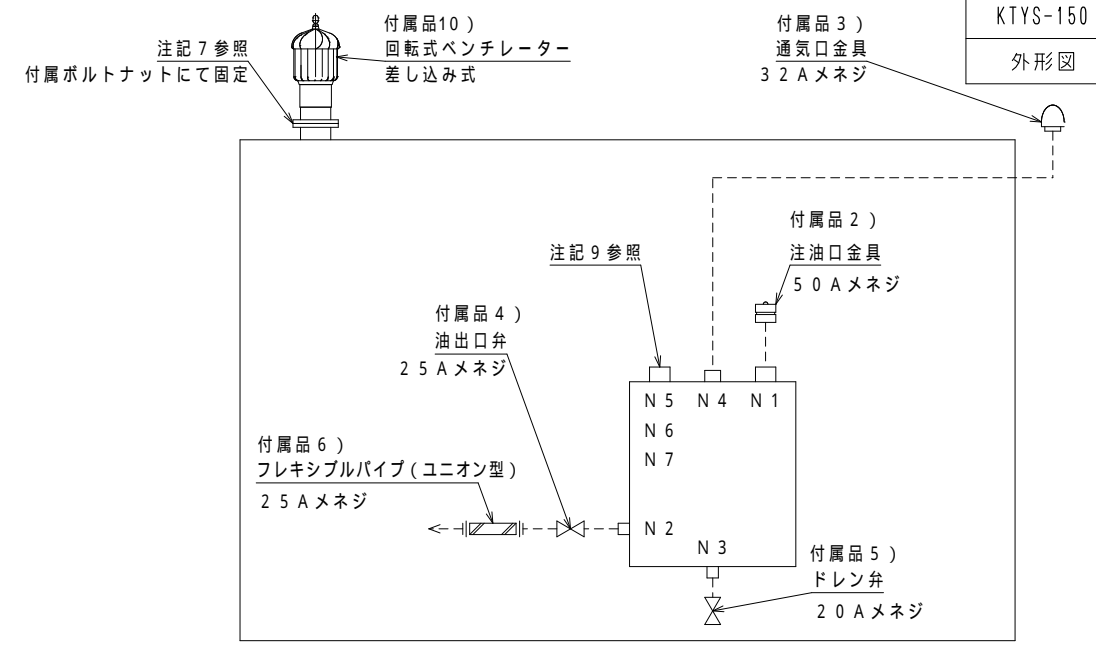 KTYS-150
外形図
付属品10)
回転式ベンチレーター
差し込み式
注記7参照
付属ボルトナットにて固定
付属品3)
通気口金具
32Aメネジ
付属品2)
注油口金具
50Aメネジ
注記9参照
付属品4)
油出口弁
25Aメネジ
N5 N4 N1
N6
N7
付属品6)
フレキシブルパイプ(ユニオン型)
25Aメネジ
N2
N3
付属品5)
ドレン弁
20Aメネジ